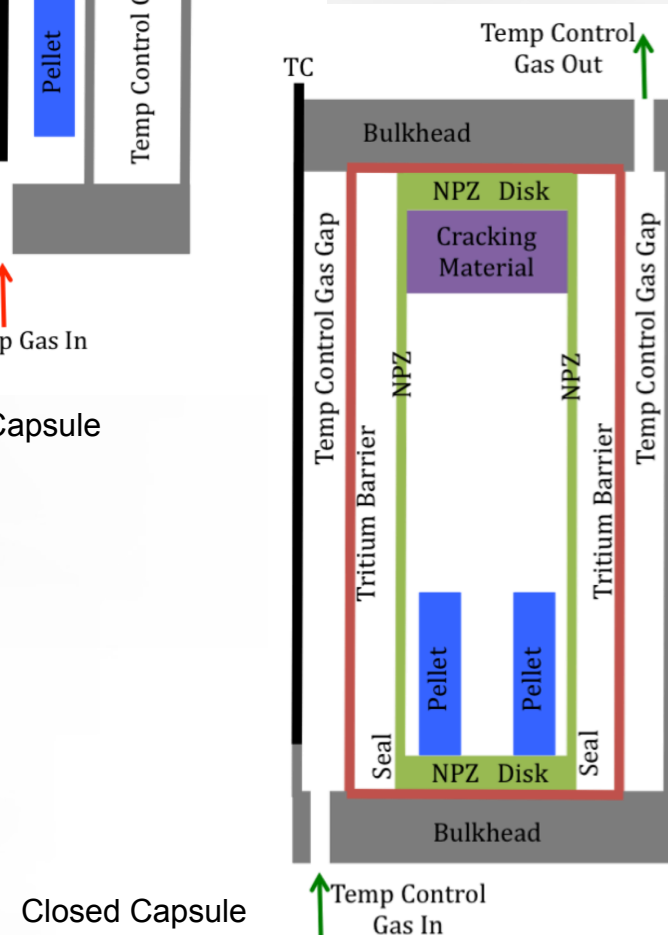 Pellet
Temp Control
p Gas In
Capsule
Temp Control
Gas Out
TC
Bulkhead
NPZ Disk
Cracking
Material
Temp Control Gas Gap
Tritium Barrier
NPZ
NPZ
Tritium Barrier
Temp Control Gas Gap
Pellet
Pellet
Seal
Seal
NPZ Disk
Bulkhead
Temp Control
Gas In
Closed Capsule